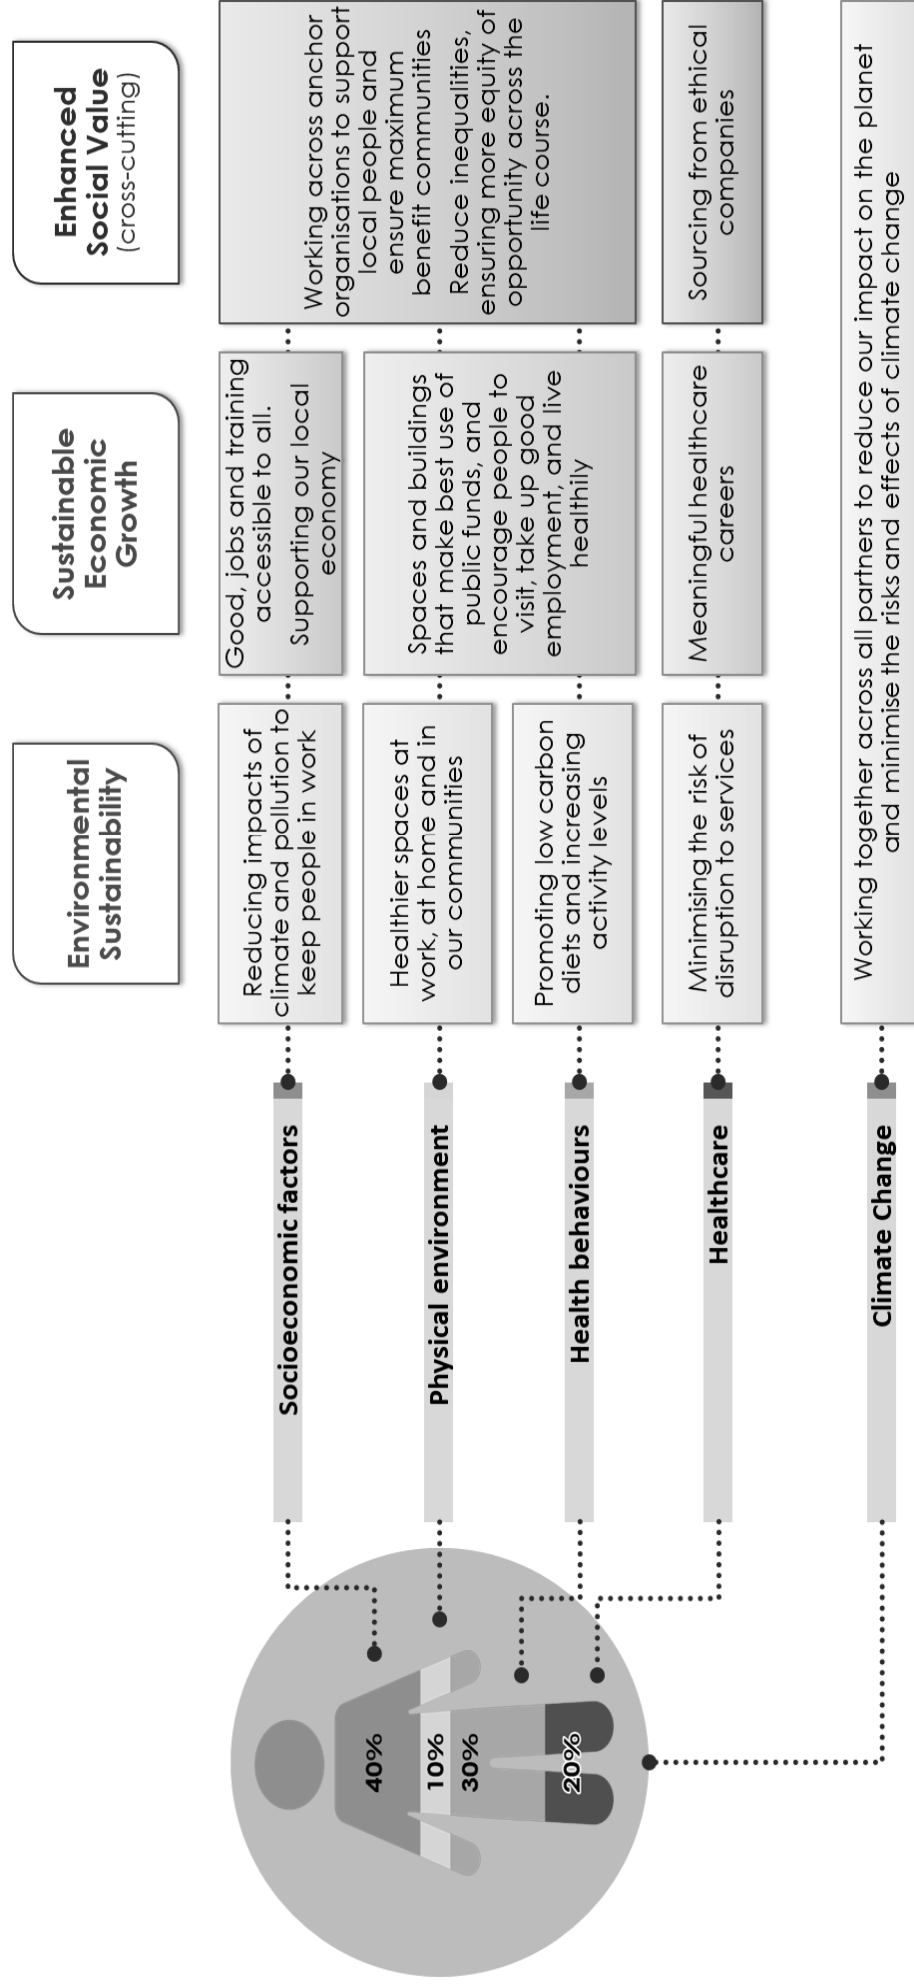 Environmental
Sustainability
Sustainable
Economic
Growth
Enhanced
Social Value
(cross-cutting)
40%
10%
30%
20%
Socioeconomic factors
Reducing impacts of
climate and pollution to
keep people in work
Good, jobs and training
accessible to all.
Supporting our local
economy
Working across anchor
organisations to support
local people and
ensure maximum
benefit communities
Reduce inequalities,
ensuring more equity of
opportunity across the
life course.
Physical environment
Healthier spaces at
work, at home and in
our communities
Spaces and buildings
that make best use of
public funds, and
encourage people to
visit, take up good
employment, and live
healthily
Health behaviours
Promoting low carbon
diets and increasing
activity levels
Healthcare
Minimising the risk of
disruption to services
Meaningful healthcare
careers
Sourcing from ethical
companies
Climate Change
Working together across all partners to reduce our impact on the planet
and minimise the risks and effects of climate change